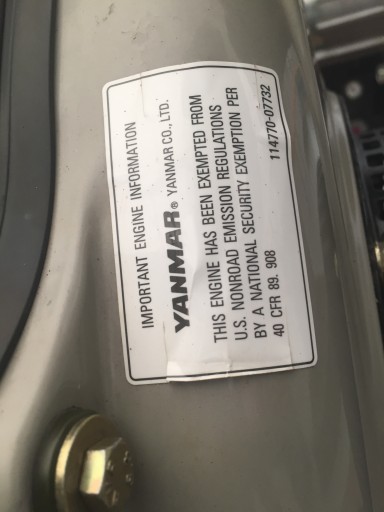 IMPORTANT ENGINE INFORMATION
YANMAR® YANMAR CO., LTD.
THIS ENGINE HAS BEEN EXEMPTED FROM
U.S. NONROAD EMISSION REGULATIONS
BY A NATIONAL SECURITY EXEMPTION PER
40 CFR 89. 908
114770-07732